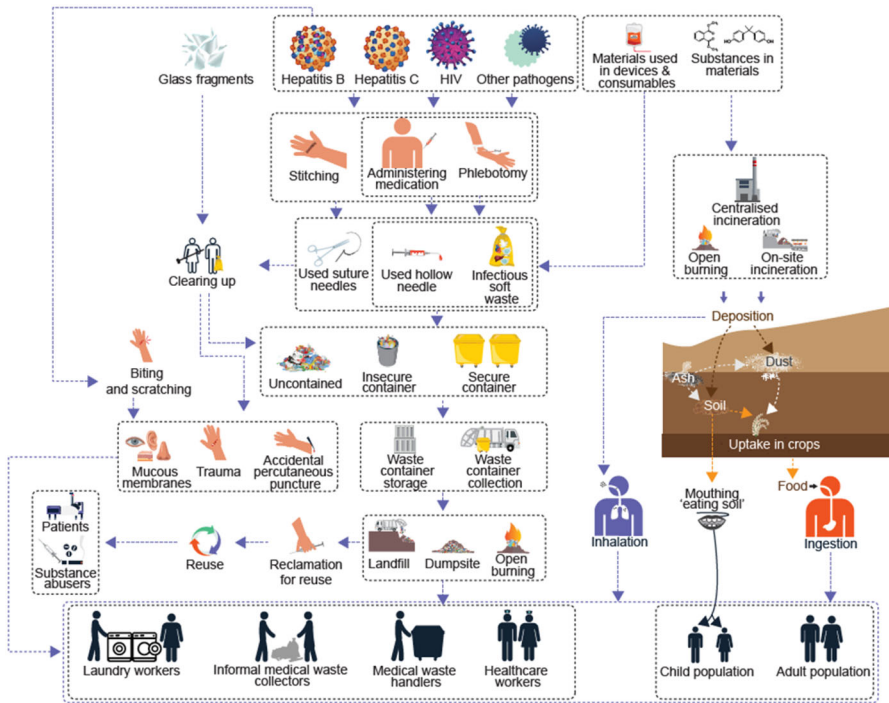 Glass fragments
Hepatitis B
Hepatitis C
HIV
Other pathogens
Materials used
in devices &
consumables
Substances in
materials
Stitching
Administering
medication
Phlebotomy
Centralised
incineration
Open
burning
On-site
incineration
Clearing up
Used suture
needles
Used hollow
needle
Infectious
soft
waste
Deposition
Dust
Ash
Soil
Uptake in crops
Biting
and scratching
Uncontained
Insecure
container
Secure
container
Mucous
membranes
Trauma
Accidental
percutaneous
puncture
Waste
container
storage
Waste
container
collection
Mouthing
'eating soil'
Food
Inhalation
Ingestion
Patients
Substance
abusers
Reuse
Reclamation
for reuse
Landfill
Dumpsite
Open
burning
Laundry workers
Informal medical waste
collectors
Medical waste
handlers
Healthcare
workers
Child population
Adult population